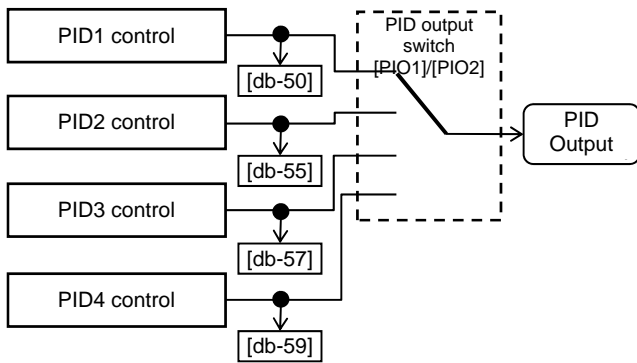 PID1 control
[db-50]
PID2 control
[db-55]
PID3 control
[db-57]
PID4 control
[db-59]
PID output
switch
[PIO1]/[PIO2]
PID
Output